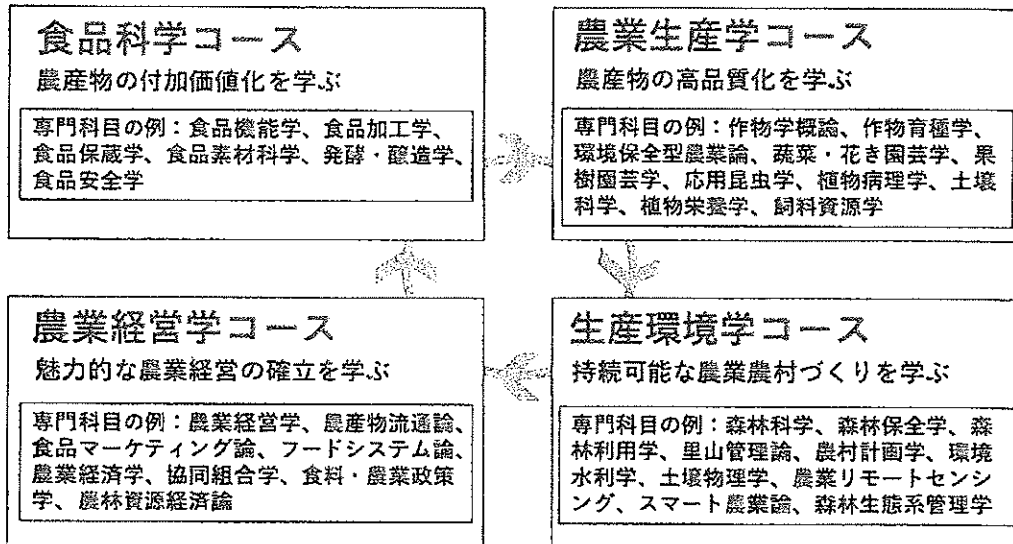 食品科学コース
農産物の付加価値化を学ぶ
専門科目の例：食品機能学、食品加工学、
食品保蔵学、食品素材科学、発酵・醸造学、
食品安全学
農業生産学コース
農産物の高品質化を学ぶ
専門科目の例：作物学概論、作物育種学、
環境保全型農業論、蔬菜・花き園芸学、果
樹園芸学、応用昆虫学、植物病理学、土壌
科学、植物栄養学、飼料資源学
農業経営学コース
魅力的な農業経営の確立を学ぶ
専門科目の例：農業経営学、農産物流通論、
食品マーケティング論、フードシステム論、
農業経済学、協同組合学、食料・農業政策
学、農林資源経済論
生産環境学コース
持続可能な農業農村づくりを学ぶ
専門科目の例：森林科学、森林保全学、森
林利用学、里山管理論、農村計画学、環境
水利学、土壌物理学、農業リモートセンシ
ング、スマート農業論、森林生態系管理学